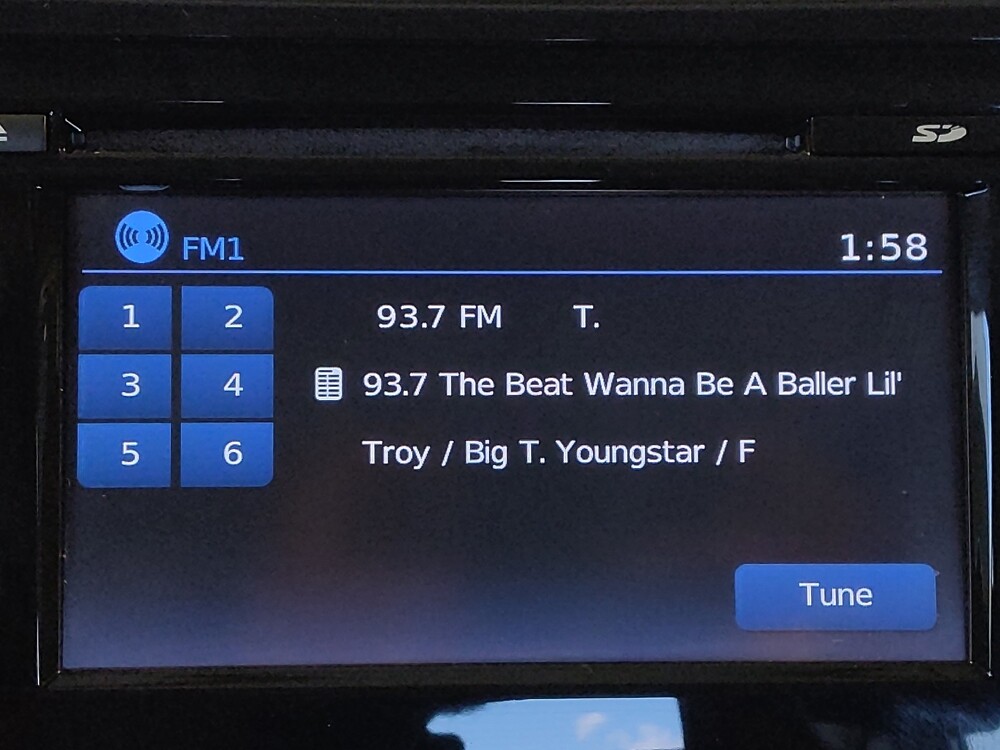 SD
FM1 1:58
1 2 93.7 FM T.
3 4 93.7 The Beat Wanna Be A Baller Lil'
5 6 Troy / Big T. Youngstar / F
Tune